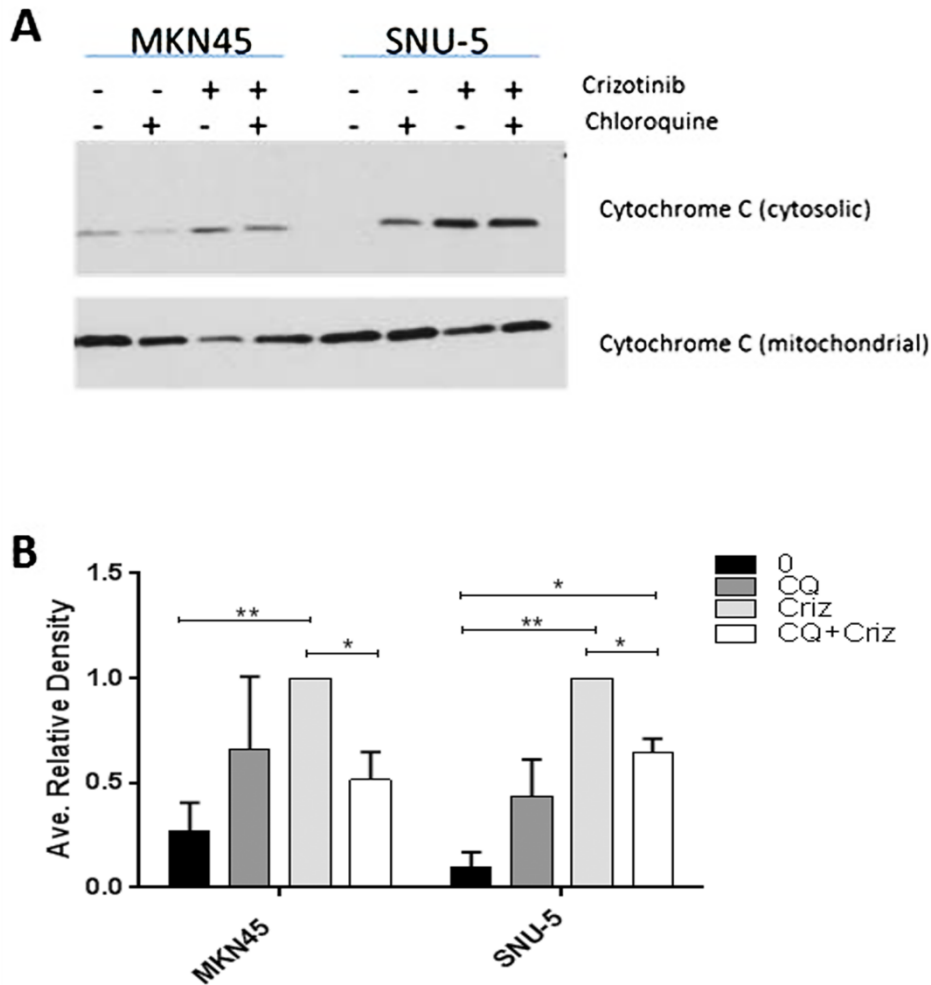 A
MKN45 SNU-5
- - + + - - + + Crizotinib
- + - + - + - + Chloroquine
Cytochrome C (cytosolic)
Cytochrome C (mitochondrial)
B
Ave. Relative Density
1.5
1.0
0.5
0.0
** * * ** *
0
CQ
Criz
CQ+Criz
MKN45 SNU-5